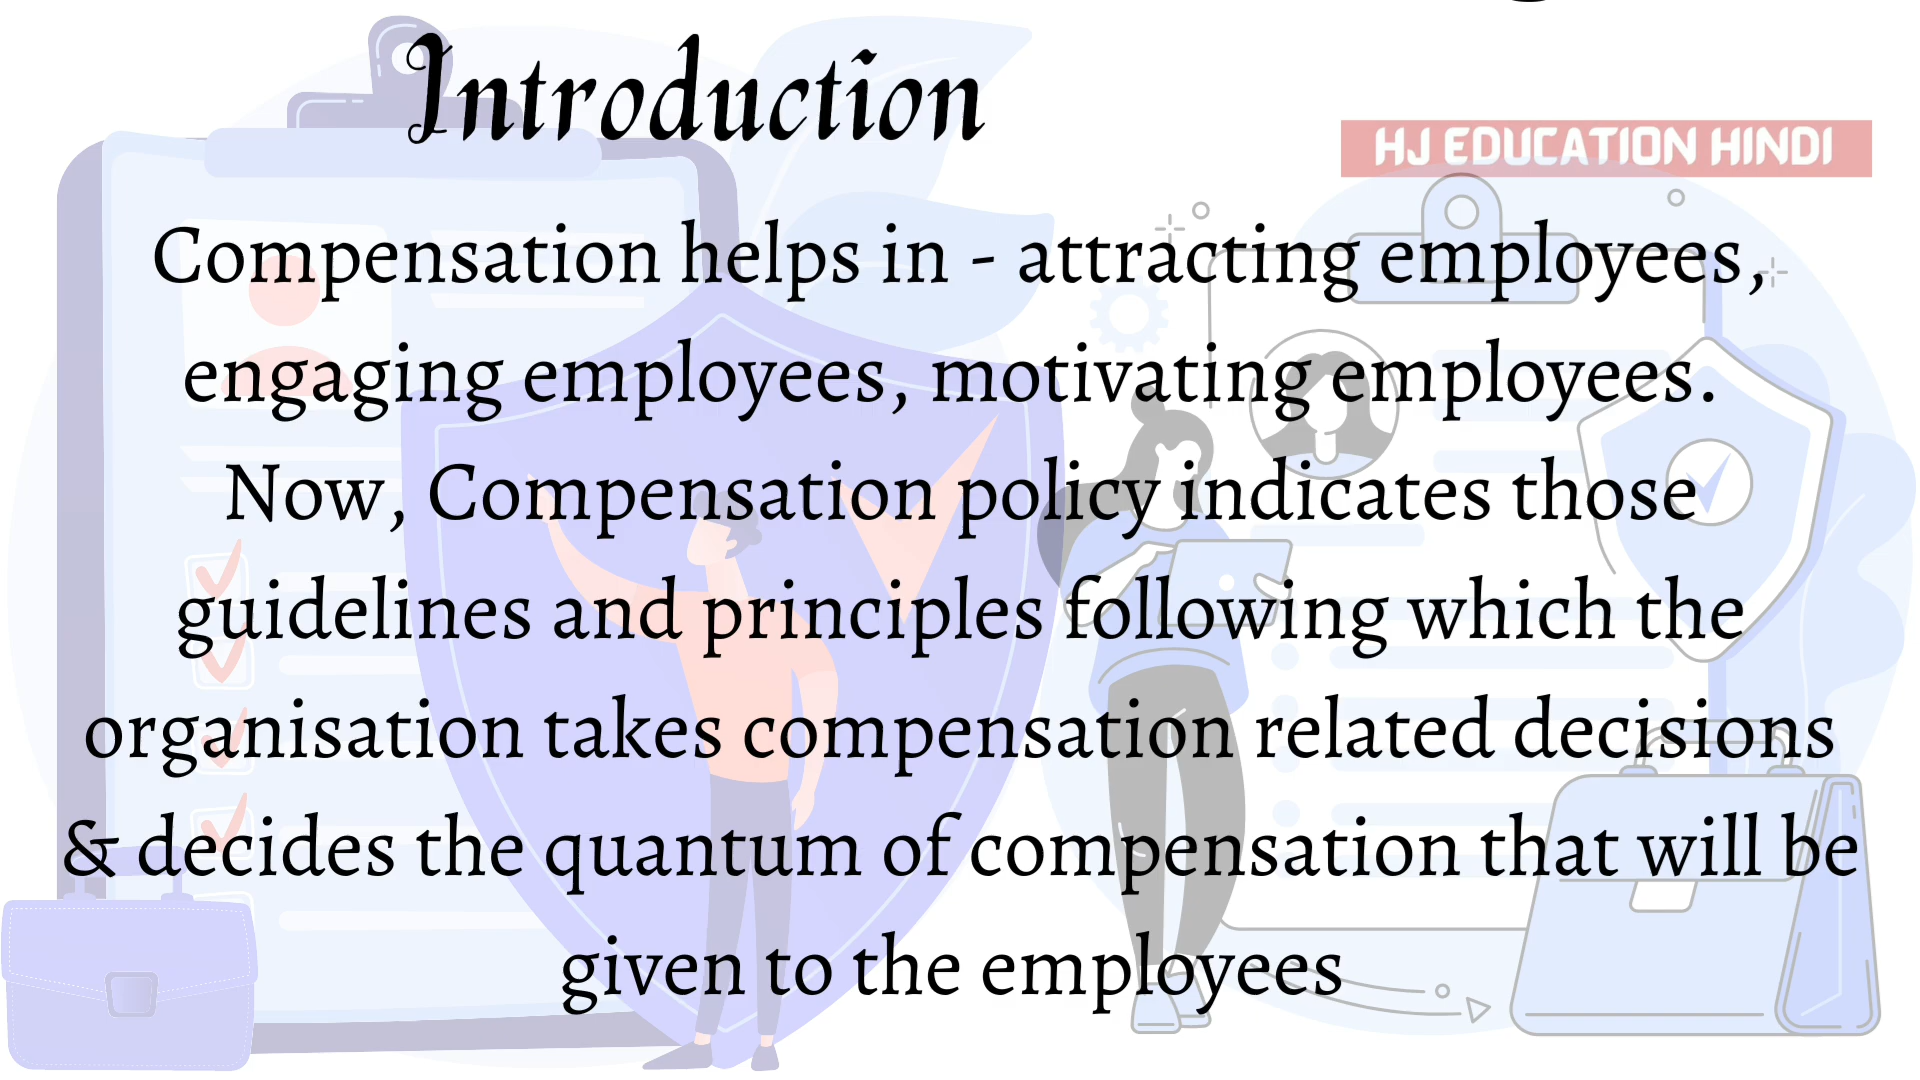 Introduction
HJ EDUCATION HINDI
Compensation helps in - attracting employees,
engaging employees, motivating employees.
Now, Compensation policy indicates those
guidelines and principles following which the
organisation takes compensation related decisions
& decides the quantum of compensation that will be
given to the employees